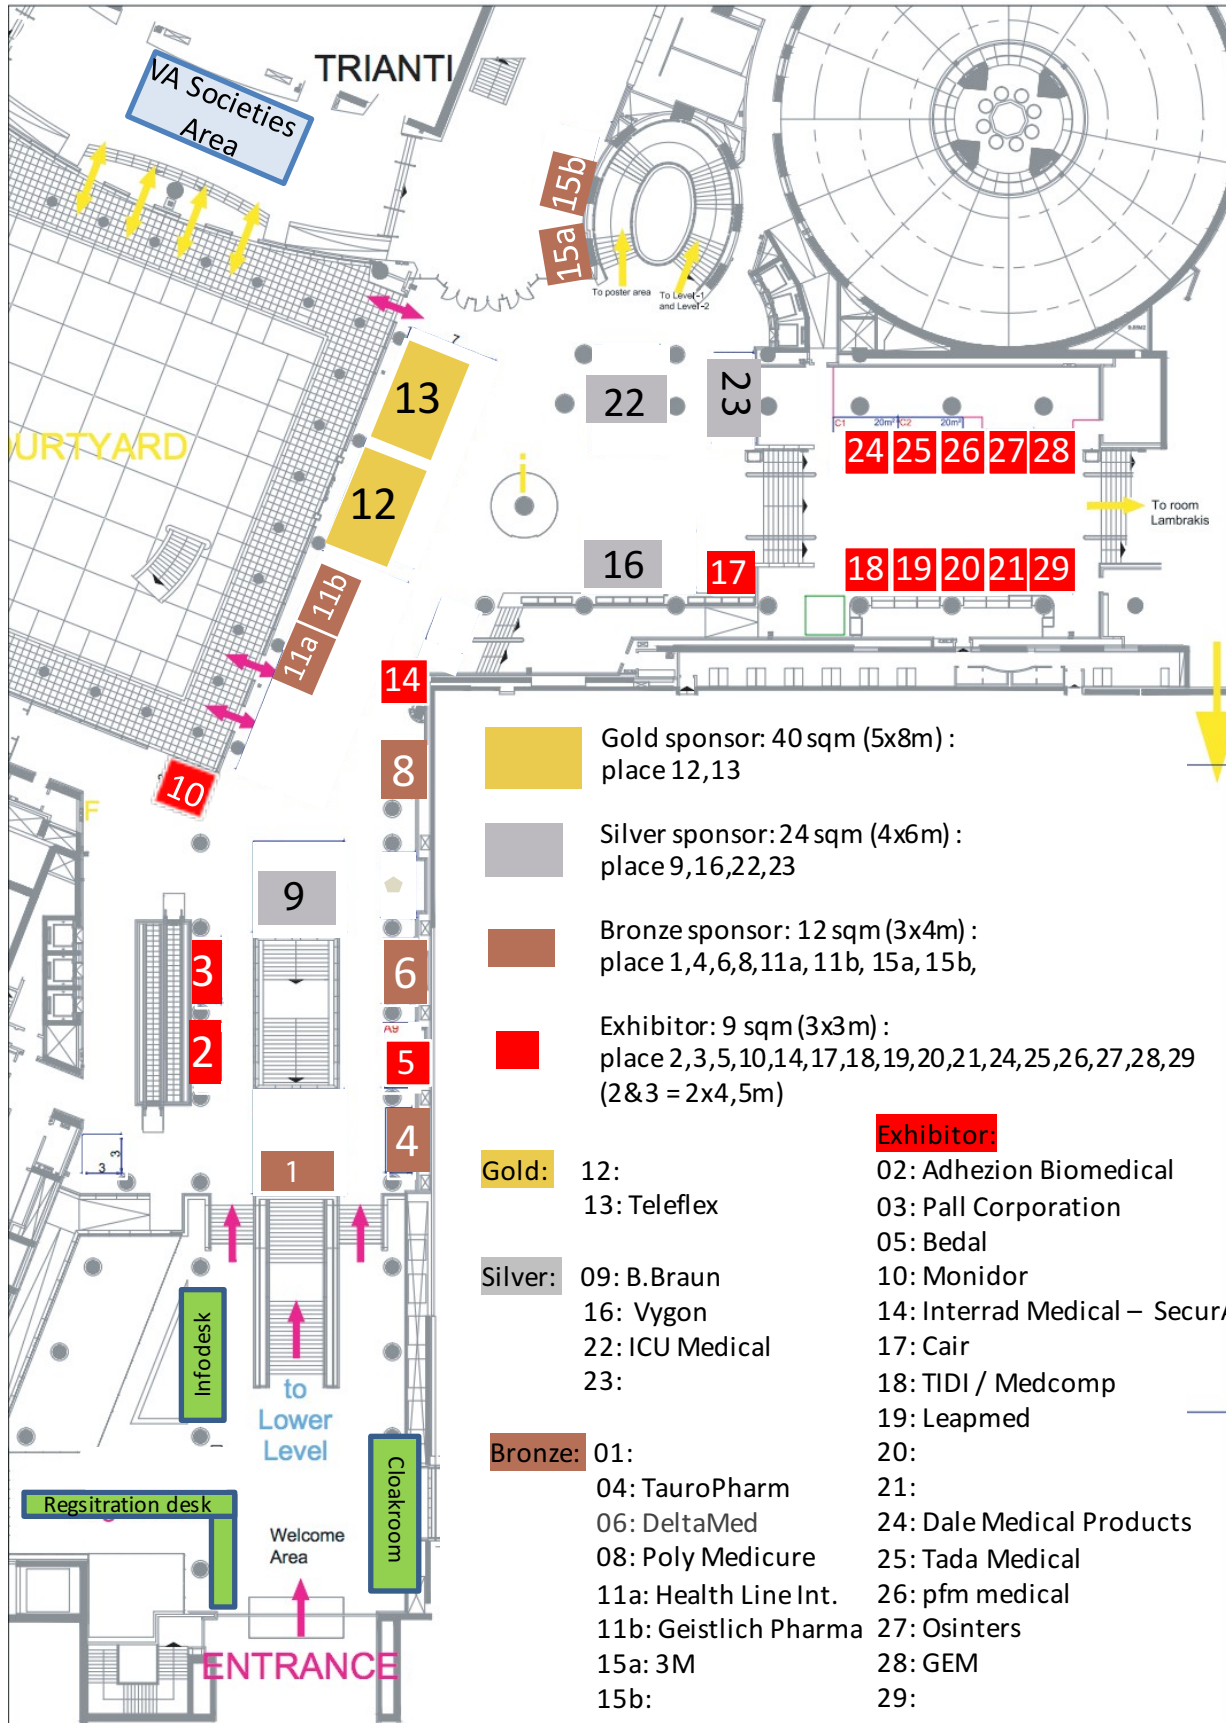 TRIANTI
VA Societies
Area
15b
15a
To poster area
To Level-1
and Level-2
7
13
22
23
C1
20m²
C2
20m²
24
25
26
27
28
URTYARD
i
12
To room
Lambrakis
16
17
18
19
20
21
29
11b
11a
14
10
8
F
9
3
6
2
5
4
1
3
3
Gold sponsor: 40 sqm (5x8m) :
place 12,13
Silver sponsor: 24 sqm (4x6m) :
place 9,16,22,23
Bronze sponsor: 12 sqm (3x4m) :
place 1,4,6,8,11a, 11b, 15a, 15b,
Exhibitor: 9 sqm (3x3m) :
place 2,3,5,10,14,17,18,19,20,21,24,25,26,27,28,29
(2&3 = 2x4,5m)
Gold: 12:
13: Teleflex
Silver: 09: B.Braun
16: Vygon
22: ICU Medical
23:
Bronze: 01:
04: TauroPharm
06: DeltaMed
08: Poly Medicure
11a: Health Line Int.
11b: Geistlich Pharma
15a: 3M
15b:
Exhibitor:
02: Adhezion Biomedical
03: Pall Corporation
05: Bedal
10: Monidor
14: Interrad Medical – SecurA
17: Cair
18: TIDI / Medcomp
19: Leapmed
20:
21:
24: Dale Medical Products
25: Tada Medical
26: pfm medical
27: Osinters
28: GEM
29:
Infodesk
to
Lower
Level
Cloakroom
Regsitration desk
Welcome
Area
ENTRANCE